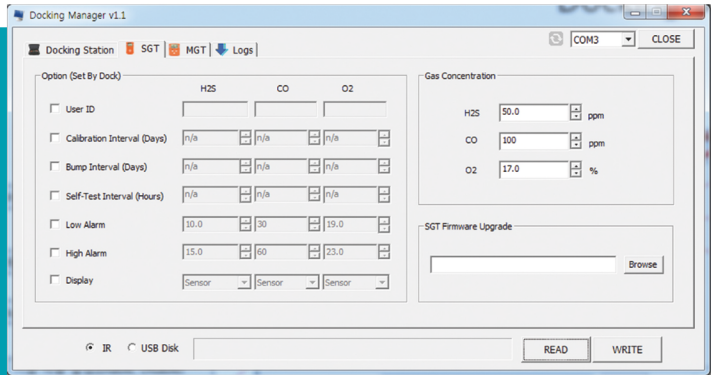 Docking Manager v1.1
COM3 CLOSE
Docking Station SGT MGT Logs
Option (Set By Dock)
H2S CO O2
User ID
Calibration Interval (Days) n/a n/a n/a
Bump Interval (Days) n/a n/a n/a
Self-Test Interval (Hours) n/a n/a n/a
Low Alarm 10.0 30 19.0
High Alarm 15.0 60 23.0
Display Sensor Sensor Sensor
Gas Concentration
H2S 50.0 ppm
CO 100 ppm
O2 17.0 %
SGT Firmware Upgrade
Browse
IR USB Disk READ WRITE